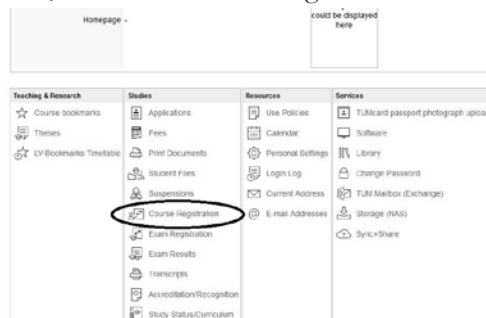 Homepage -
could be displayed
here
Teaching & Research
Course bookmarks
Theses
LV-Bookmarks Timetable
Studies
Applications
Fees
Print Documents
Student Files
Suspensions
Course Registration
Exam Registration
Exam Results
Transcripts
Accreditation/Recognition
Study Status/Curriculum
Resources
Use Policies
Calendar
Personal Settings
Login Log
Current Address
E-mail Addresses
Services
TUMcard passport photograph uploa
Software
Library
Change Password
TUM Mailbox (Exchange)
Storage (NAS)
Sync+Share